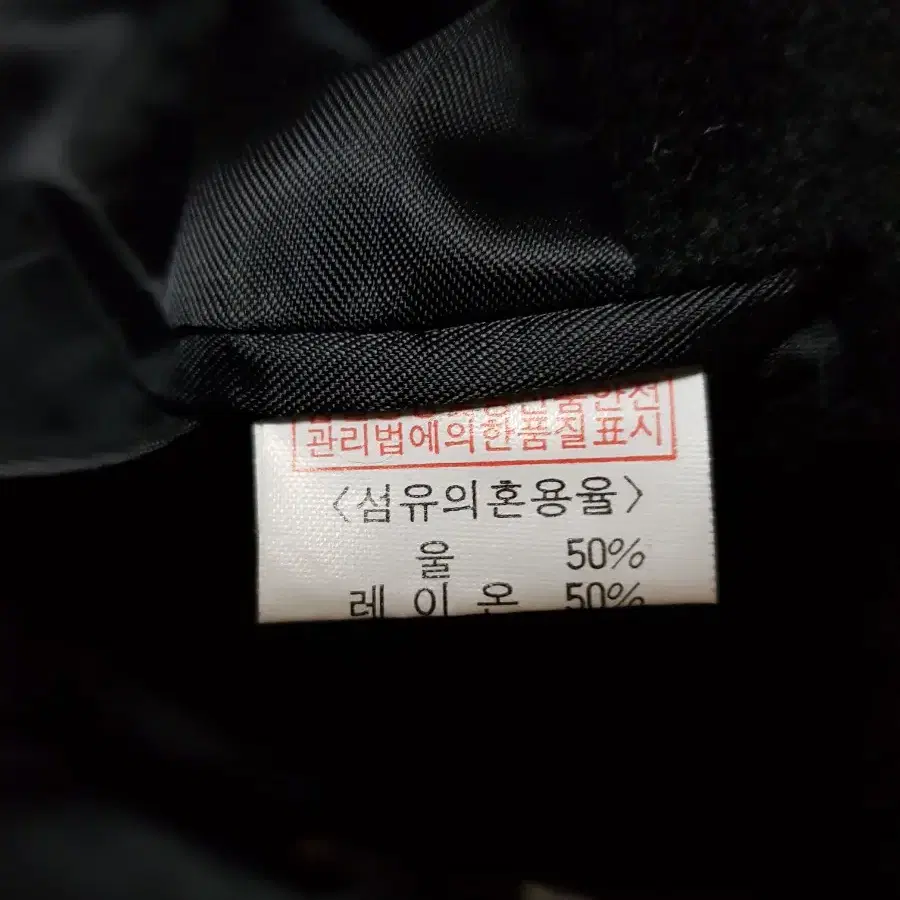 관리법에의한품질표시
<섬유의혼용율>
울 50%
레이온 50%